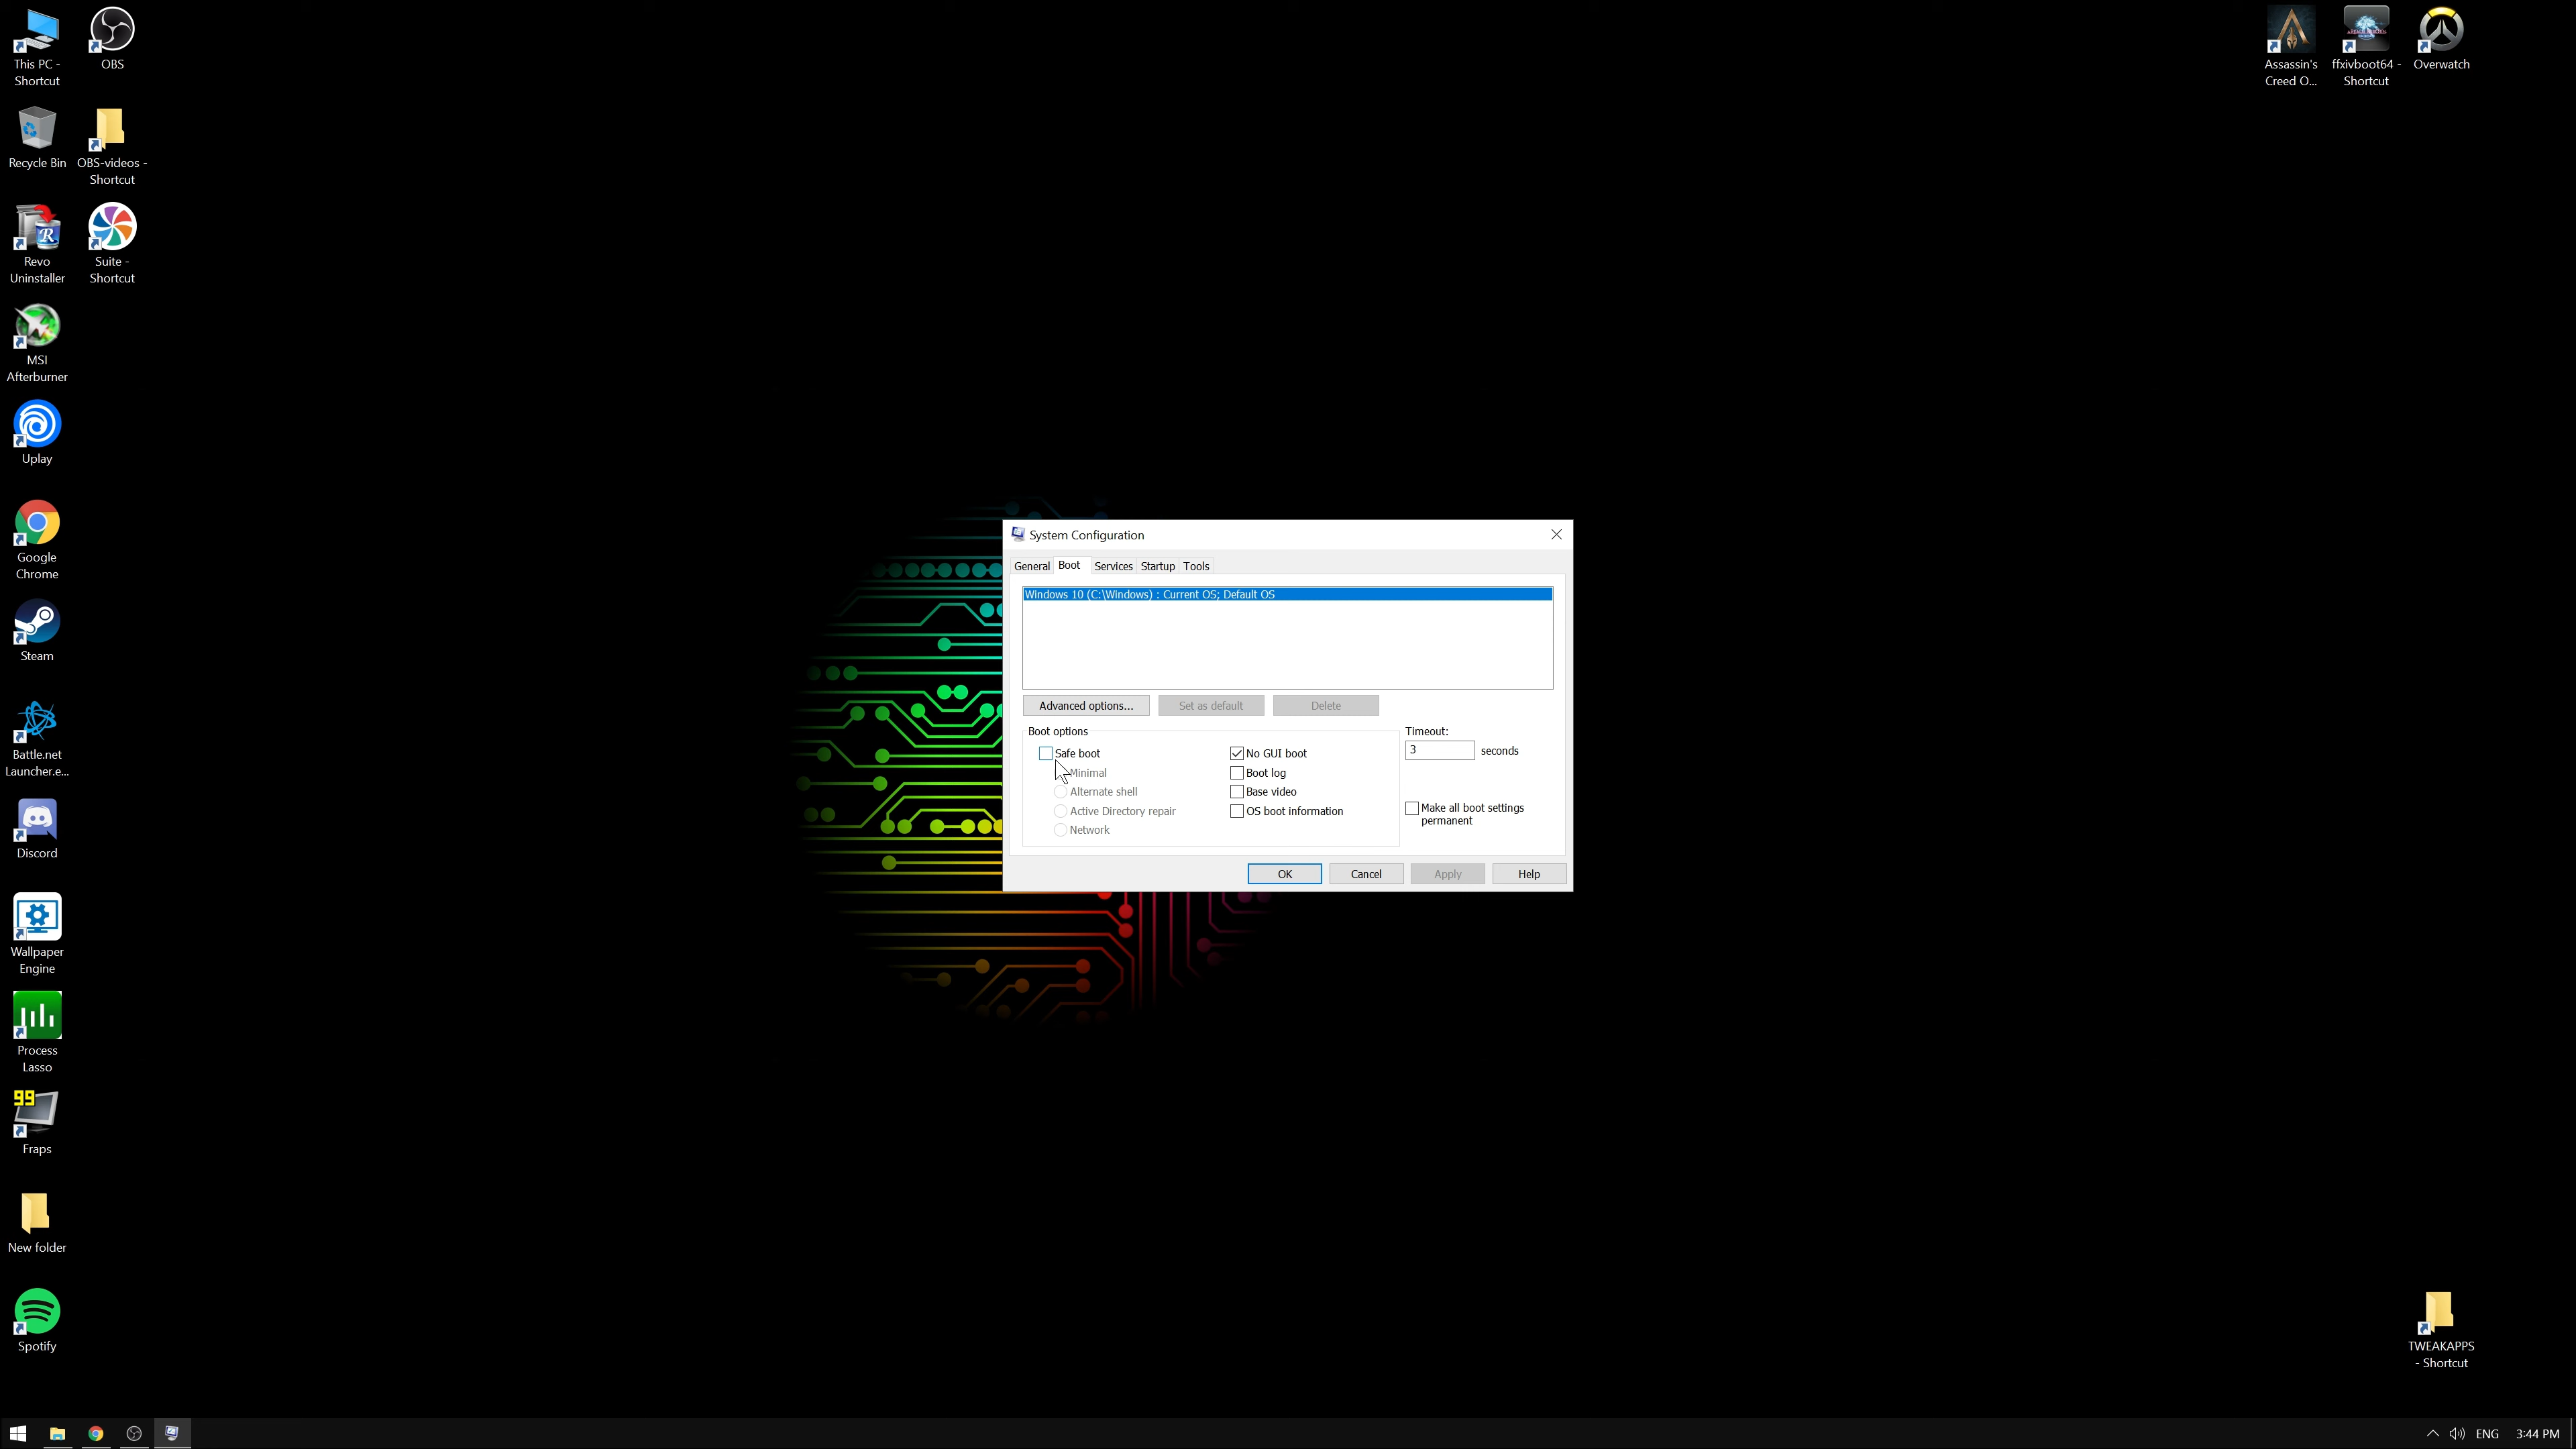 This PC -
Shortcut
OBS
Recycle Bin
OBS-videos -
Shortcut
Revo
Uninstaller
Suite -
Shortcut
MSI
Afterburner
Uplay
Google
Chrome
Steam
Battle.net
Launcher.e...
Discord
Wallpaper
Engine
Process
Lasso
99
Fraps
New folder
Spotify
Assassin's
Creed O...
ffxivboot64 -
Shortcut
Overwatch
System Configuration
General Boot Services Startup Tools
Windows 10 (C:\Windows) : Current OS; Default OS
Advanced options... Set as default Delete
Boot options
Safe boot
Minimal
Alternate shell
Active Directory repair
Network
No GUI boot
Boot log
Base video
OS boot information
Timeout:
3 seconds
Make all boot settings
permanent
OK Cancel Apply Help
TWEAKAPPS
- Shortcut
ENG 3:44 PM